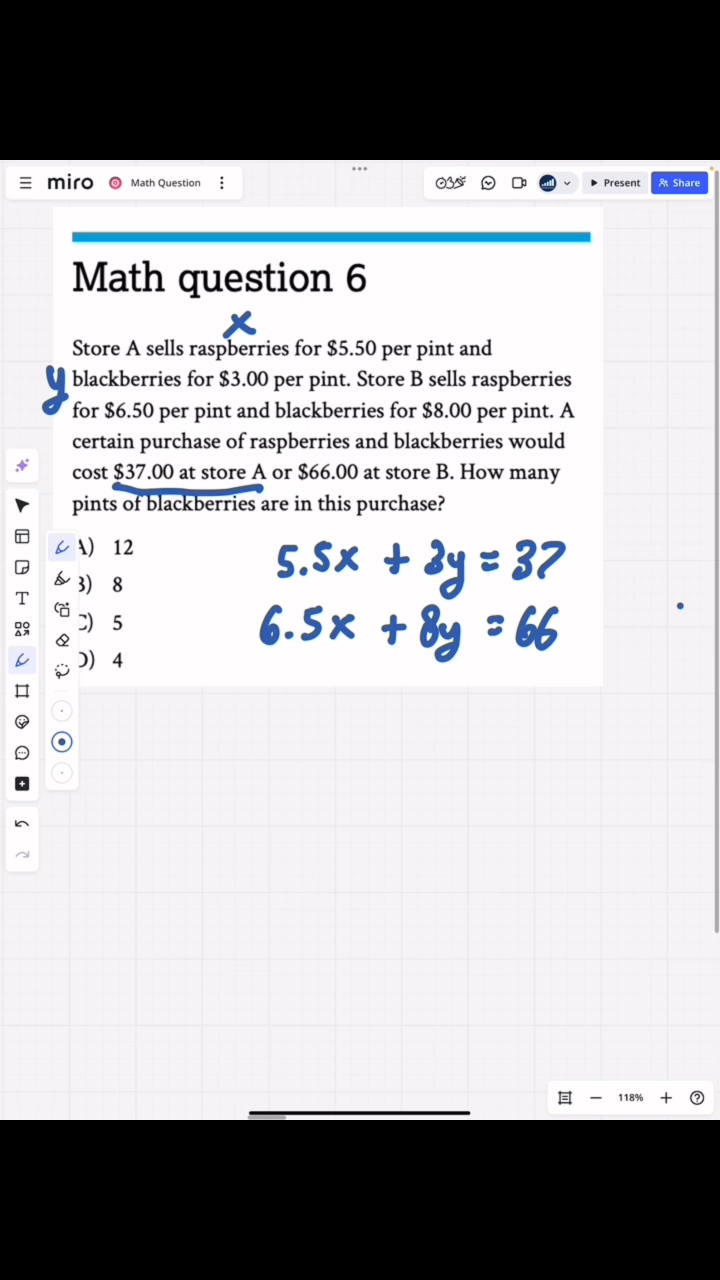 miro Math Question Present Share
Math question 6
x
Store A sells raspberries for $5.50 per pint and
y
blackberries for $3.00 per pint. Store B sells raspberries
for $6.50 per pint and blackberries for $8.00 per pint. A
certain purchase of raspberries and blackberries would
cost $37.00 at store A or $66.00 at store B. How many
pints of blackberries are in this purchase?
A) 12
B) 8
C) 5
D) 4
5.5x + 3y = 37
6.5x + 8y = 66
118%